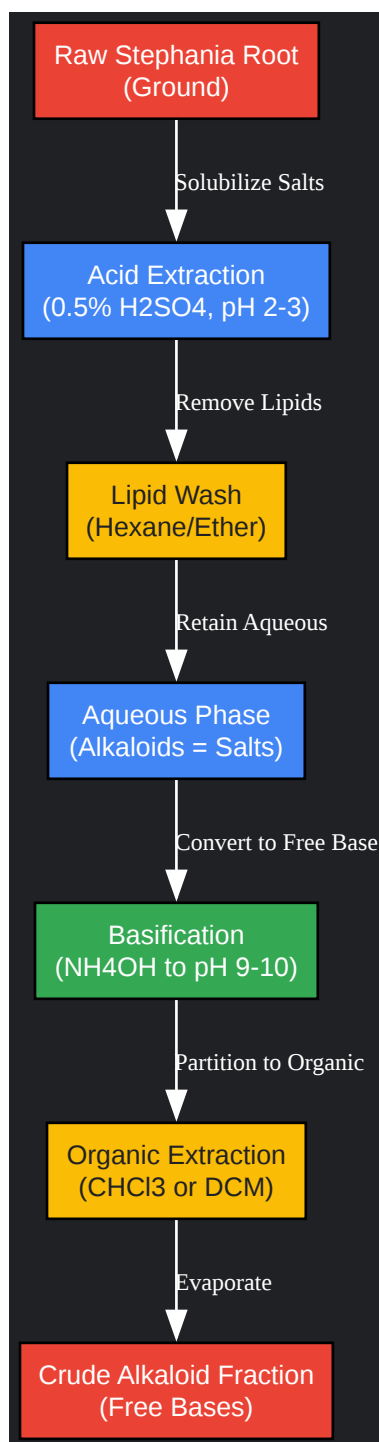 Raw Stephania Root
(Ground)
Solubilize Salts
Acid Extraction
(0.5% H2SO4, pH 2-3)
Remove Lipids
Lipid Wash
(Hexane/Ether)
Retain Aqueous
Aqueous Phase
(Alkaloids = Salts)
Convert to Free Base
Basification
(NH4OH to pH 9-10)
Partition to Organic
Organic Extraction
(CHCl3 or DCM)
Evaporate
Crude Alkaloid Fraction
(Free Bases)